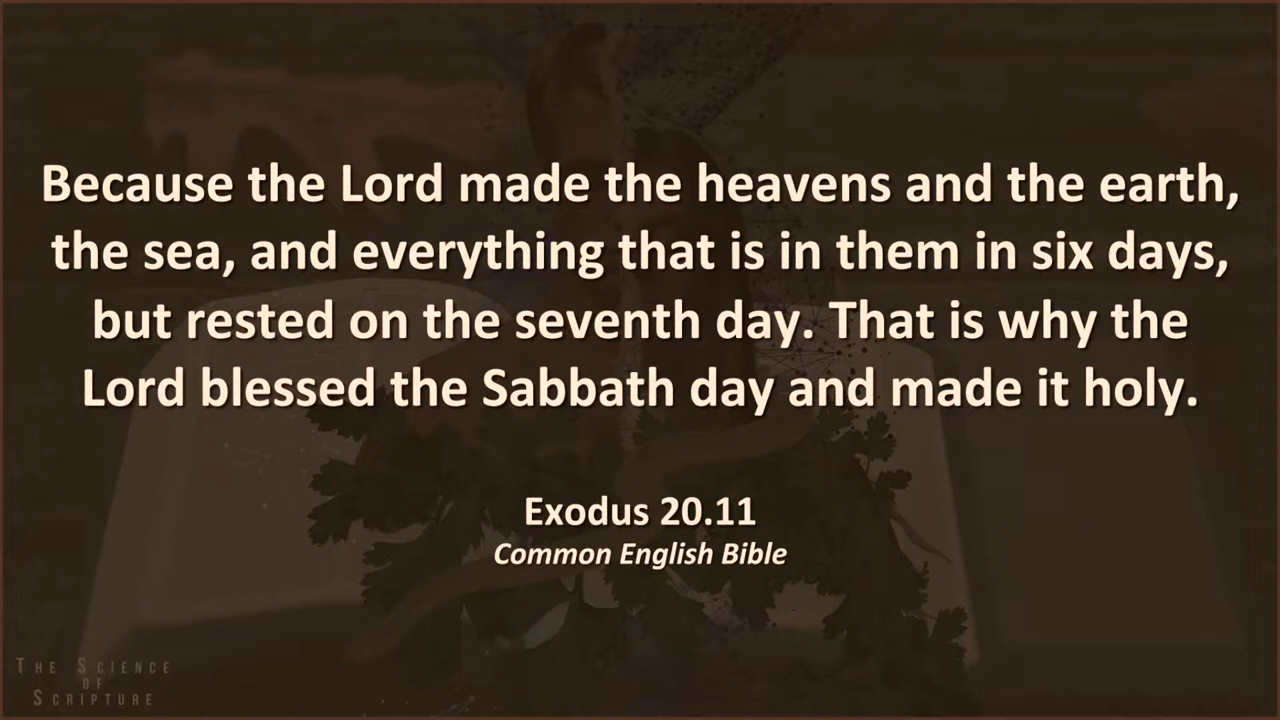 Because the Lord made the heavens and the earth,
the sea, and everything that is in them in six days,
but rested on the seventh day. That is why the
Lord blessed the Sabbath day and made it holy.
Exodus 20.11
Common English Bible
The Science
of
Scripture